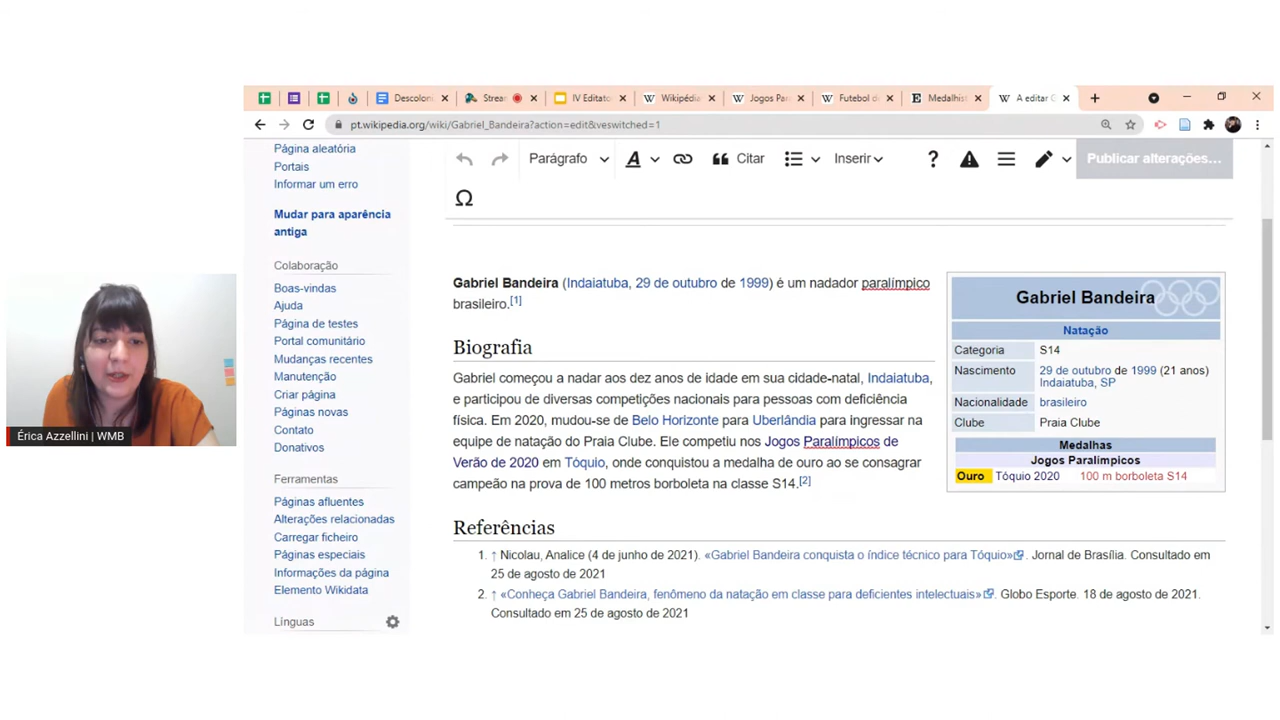 Descolon
Strea
IV Editato
Wikipédia
Jogos Par
Futebol d
Medalhist
A editar G
pt.wikipedia.org/wiki/Gabriel_Bandeira?action=edit&veswitched=1
Página aleatória
Portais
Informar um erro
Mudar para aparência
antiga
Colaboração
Boas-vindas
Ajuda
Página de testes
Portal comunitário
Mudanças recentes
Manutenção
Criar página
Páginas novas
Contato
Donativos
Ferramentas
Páginas afluentes
Alterações relacionadas
Carregar ficheiro
Páginas especiais
Informações da página
Elemento Wikidata
Línguas
Parágrafo A Citar Inserir ? Publicar alterações...
Ω
Gabriel Bandeira (Indaiatuba, 29 de outubro de 1999) é um nadador paralímpico
brasileiro.[1]
Biografia
Gabriel começou a nadar aos dez anos de idade em sua cidade-natal, Indaiatuba,
e participou de diversas competições nacionais para pessoas com deficiência
física. Em 2020, mudou-se de Belo Horizonte para Uberlândia para ingressar na
equipe de natação do Praia Clube. Ele competiu nos Jogos Paralímpicos de
Verão de 2020 em Tóquio, onde conquistou a medalha de ouro ao se consagrar
campeão na prova de 100 metros borboleta na classe S14.[2]
Gabriel Bandeira
Natação
Categoria S14
Nascimento 29 de outubro de 1999 (21 anos)
Indaiatuba, SP
Nacionalidade brasileiro
Clube Praia Clube
Medalhas
Jogos Paralímpicos
Ouro Tóquio 2020 100 m borboleta S14
Referências
1. ↑ Nicolau, Analice (4 de junho de 2021). «Gabriel Bandeira conquista o índice técnico para Tóquio». Jornal de Brasília. Consultado em
25 de agosto de 2021
2. ↑ «Conheça Gabriel Bandeira, fenômeno da natação em classe para deficientes intelectuais». Globo Esporte. 18 de agosto de 2021.
Consultado em 25 de agosto de 2021
Érica Azzellini | WMB